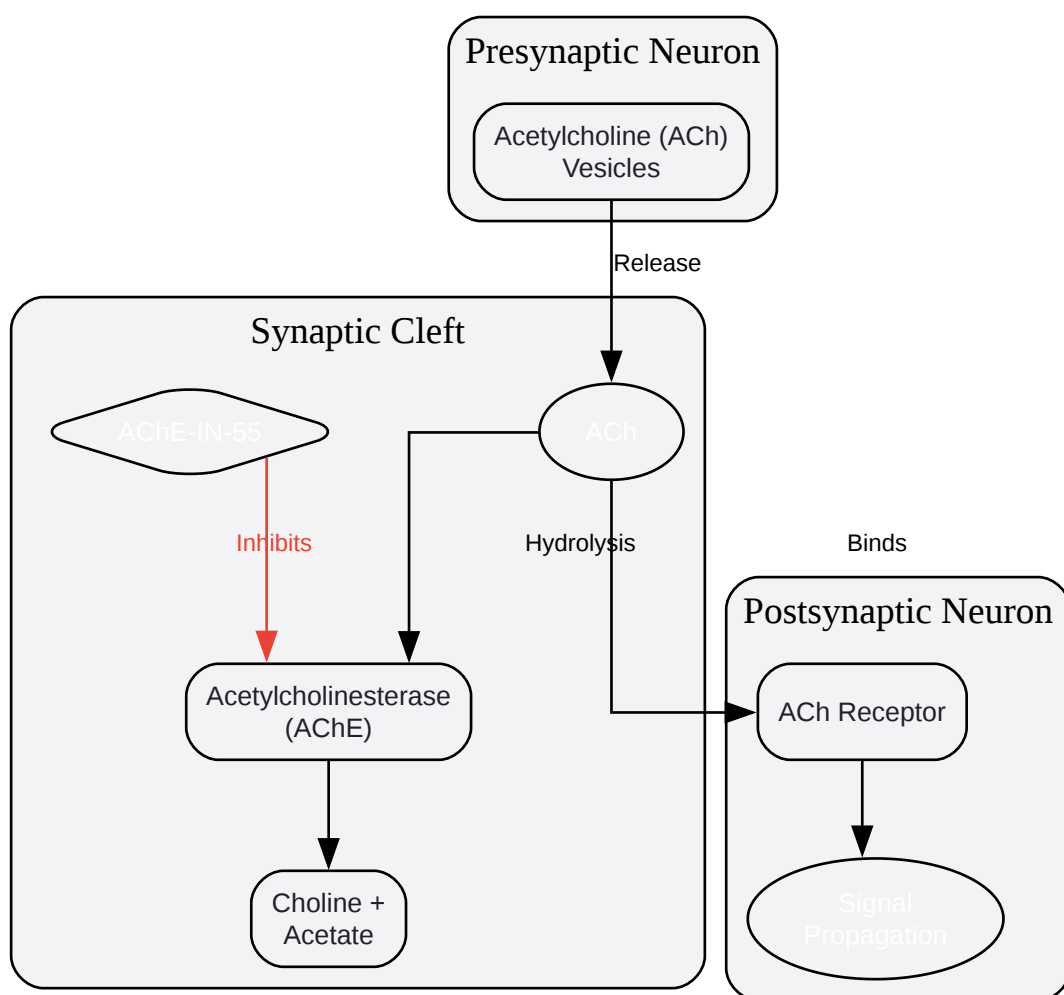 Presynaptic Neuron
Acetylcholine (ACh)
Vesicles
Release
Synaptic Cleft
AChE-IN-55
ACh
Inhibits
Hydrolysis
Binds
Postsynaptic Neuron
Acetylcholinesterase
(AChE)
ACh Receptor
Choline +
Acetate
Signal
Propagation